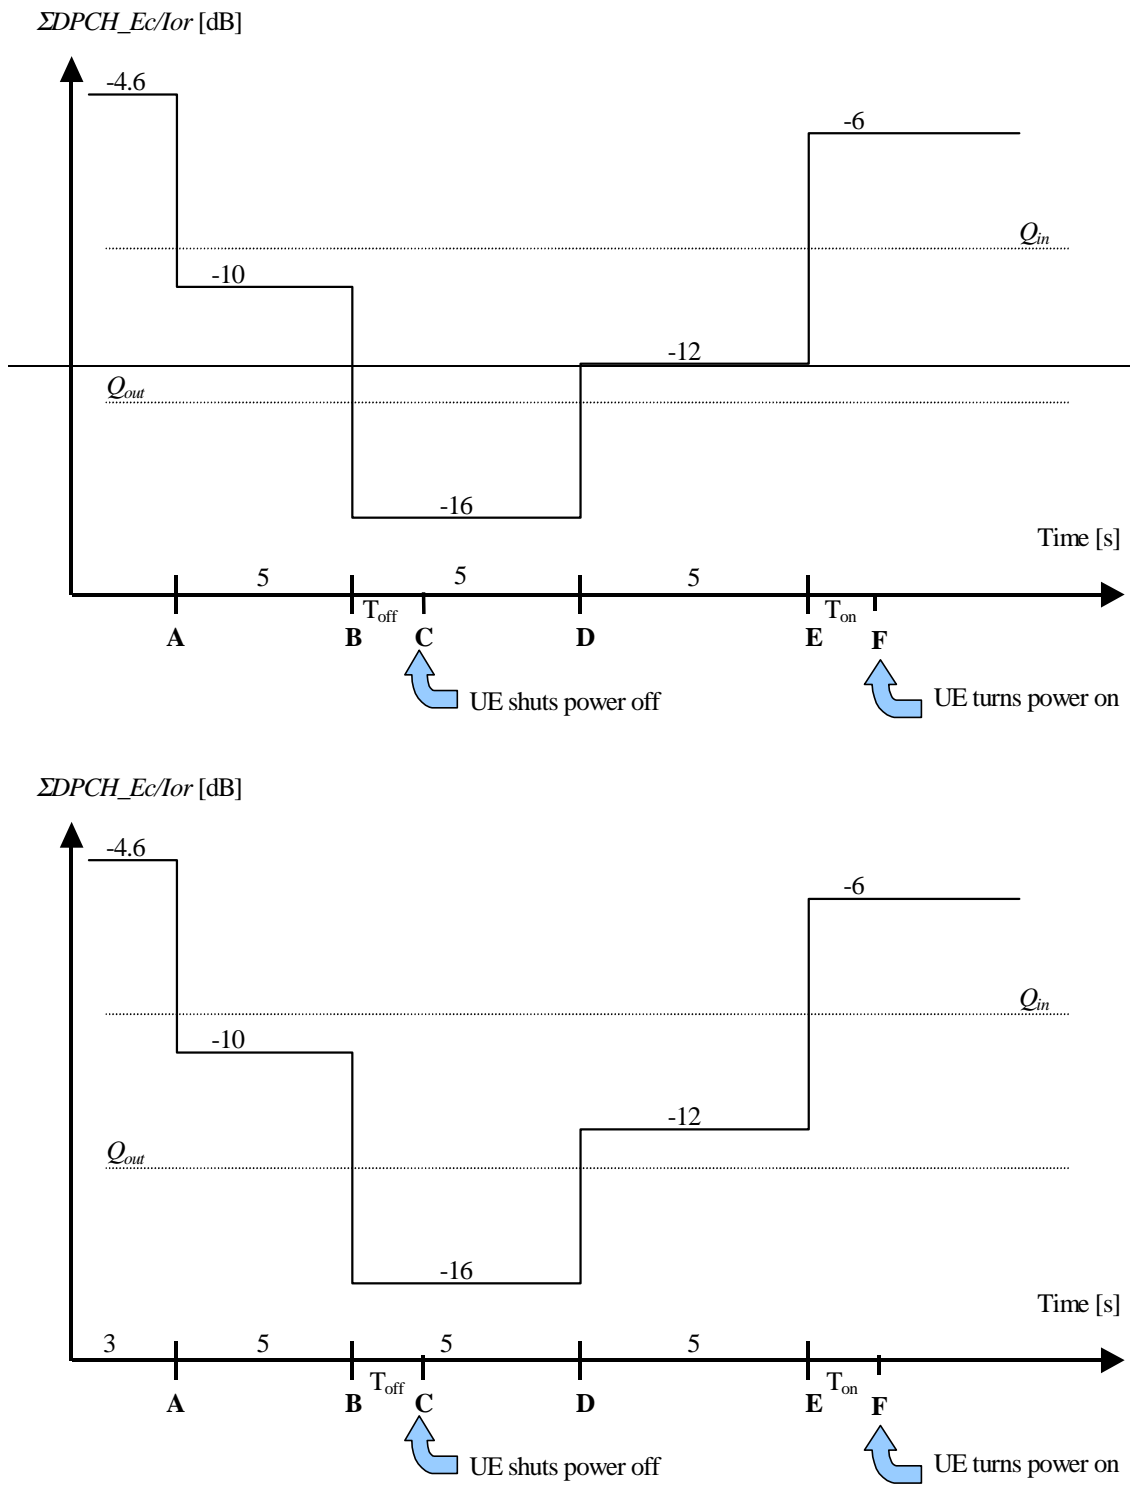 ΣDPCH_Ec/Ior [dB]
-4.6
-6
Qin
-10
-12
Qout
-16
Time [s]
5 5 5
Toff Ton
A B C D E F
UE shuts power off UE turns power on
ΣDPCH_Ec/Ior [dB]
-4.6
-6
Qin
-10
-12
Qout
-16
Time [s]
3 5 5 5
Toff Ton
A B C D E F
UE shuts power off UE turns power on